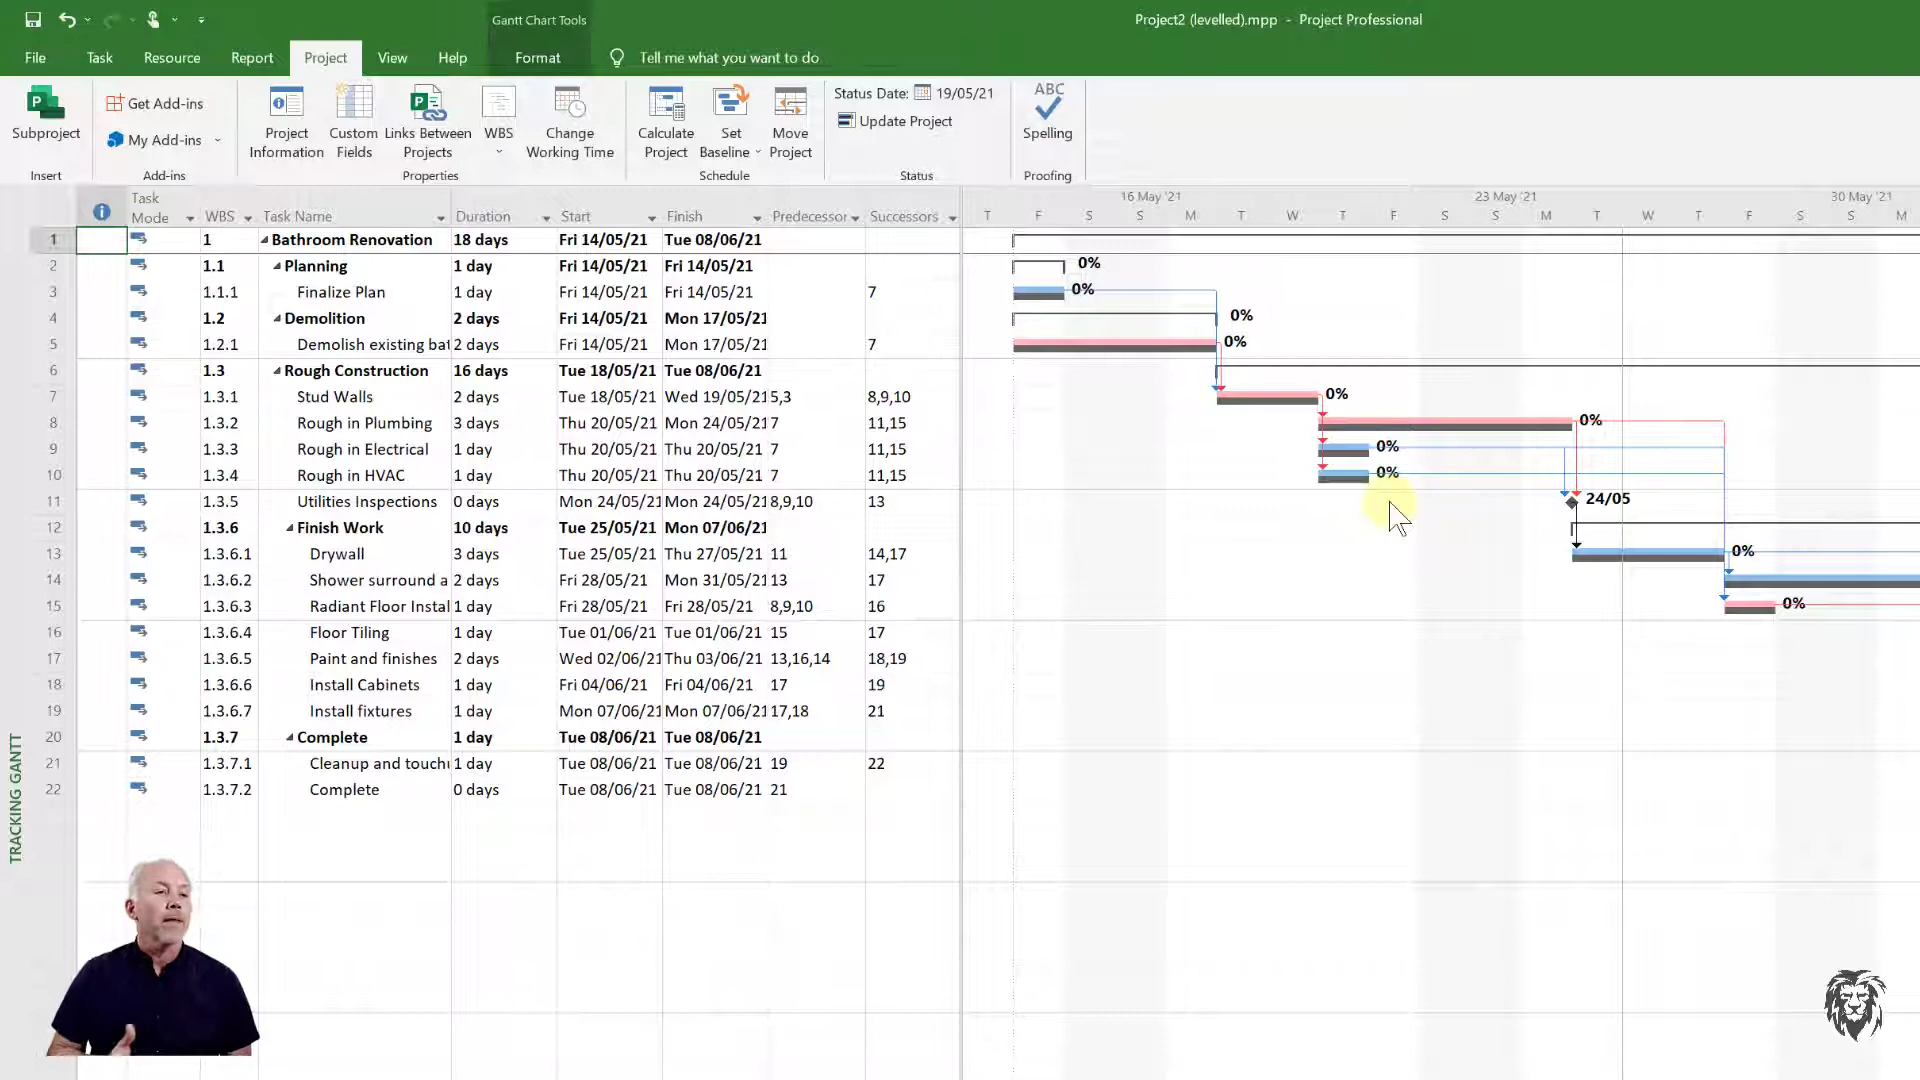 Gantt Chart Tools
Project2 (levelled).mpp - Project Professional
File Task Resource Report Project View Help Format Tell me what you want to do
Subproject
Insert
Get Add-ins
My Add-ins
Add-ins
Project Information
Custom Fields
Links Between Projects
WBS
Change Working Time
Properties
Calculate Project
Set Baseline
Move Project
Schedule
Status Date: 19/05/21
Update Project
Status
ABC
Spelling
Proofing
Task Mode WBS Task Name Duration Start Finish Predecessor Successors
16 May '21 23 May '21 30 May '21
T F S S M T W T F S S M T W T F S S M
1 1 Bathroom Renovation 18 days Fri 14/05/21 Tue 08/06/21
2 1.1 Planning 1 day Fri 14/05/21 Fri 14/05/21 0%
3 1.1.1 Finalize Plan 1 day Fri 14/05/21 Fri 14/05/21 7 0%
4 1.2 Demolition 2 days Fri 14/05/21 Mon 17/05/21 0%
5 1.2.1 Demolish existing bat 2 days Fri 14/05/21 Mon 17/05/21 7 0%
6 1.3 Rough Construction 16 days Tue 18/05/21 Tue 08/06/21
7 1.3.1 Stud Walls 2 days Tue 18/05/21 Wed 19/05/21 5,3 8,9,10 0%
8 1.3.2 Rough in Plumbing 3 days Thu 20/05/21 Mon 24/05/21 7 11,15 0%
9 1.3.3 Rough in Electrical 1 day Thu 20/05/21 Thu 20/05/21 7 11,15 0%
10 1.3.4 Rough in HVAC 1 day Thu 20/05/21 Thu 20/05/21 7 11,15 0%
11 1.3.5 Utilities Inspections 0 days Mon 24/05/21 Mon 24/05/21 8,9,10 13 24/05
12 1.3.6 Finish Work 10 days Tue 25/05/21 Mon 07/06/21
13 1.3.6.1 Drywall 3 days Tue 25/05/21 Thu 27/05/21 11 14,17 0%
14 1.3.6.2 Shower surround a 2 days Fri 28/05/21 Mon 31/05/21 13 17
15 1.3.6.3 Radiant Floor Instal 1 day Fri 28/05/21 Fri 28/05/21 8,9,10 16 0%
16 1.3.6.4 Floor Tiling 1 day Tue 01/06/21 Tue 01/06/21 15 17
17 1.3.6.5 Paint and finishes 2 days Wed 02/06/21 Thu 03/06/21 13,16,14 18,19
18 1.3.6.6 Install Cabinets 1 day Fri 04/06/21 Fri 04/06/21 17 19
19 1.3.6.7 Install fixtures 1 day Mon 07/06/21 Mon 07/06/21 17,18 21
20 1.3.7 Complete 1 day Tue 08/06/21 Tue 08/06/21
21 1.3.7.1 Cleanup and touchu 1 day Tue 08/06/21 Tue 08/06/21 19 22
22 1.3.7.2 Complete 0 days Tue 08/06/21 Tue 08/06/21 21
TRACKING GANTT